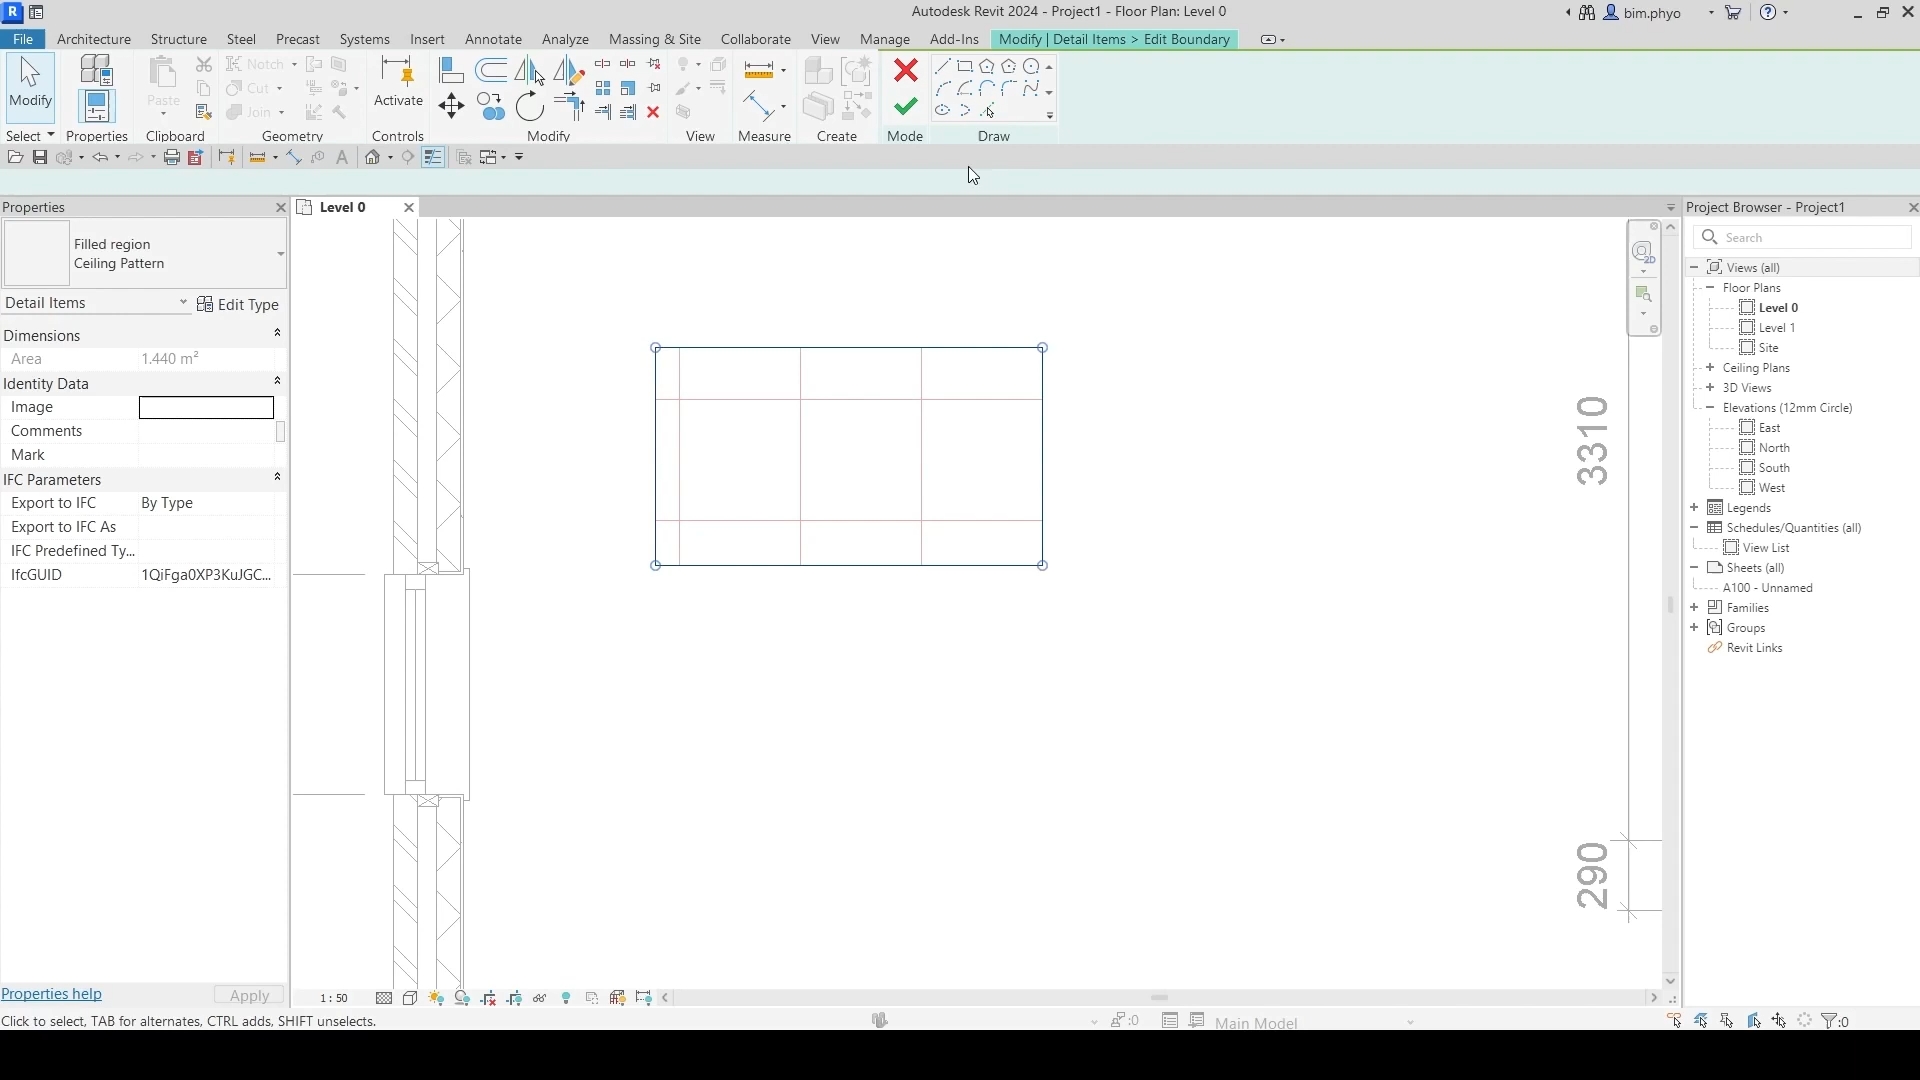 R
Autodesk Revit 2024 - Project1 - Floor Plan: Level 0
bim.phyo
File Architecture Structure Steel Precast Systems Insert Annotate Analyze Massing & Site Collaborate View Manage Add-Ins Modify | Detail Items > Edit Boundary
Modify
Paste
Notch
Cut
Join
Activate
Select Properties Clipboard Geometry Controls Modify View Measure Create Mode Draw
Properties
Level 0
Project Browser - Project1
Filled region
Ceiling Pattern
Detail Items
Edit Type
Dimensions
Area 1.440 m²
Identity Data
Image
Comments
Mark
IFC Parameters
Export to IFC By Type
Export to IFC As
IFC Predefined Ty...
IfcGUID 1QiFga0XP3KuJGC...
Properties help
Apply
3310
290
2D
Search
Views (all)
Floor Plans
Level 0
Level 1
Site
Ceiling Plans
3D Views
Elevations (12mm Circle)
East
North
South
West
Legends
Schedules/Quantities (all)
View List
Sheets (all)
A100 - Unnamed
Families
Groups
Revit Links
1 : 50
Click to select, TAB for alternates, CTRL adds, SHIFT unselects.
:0
Main Model
:0